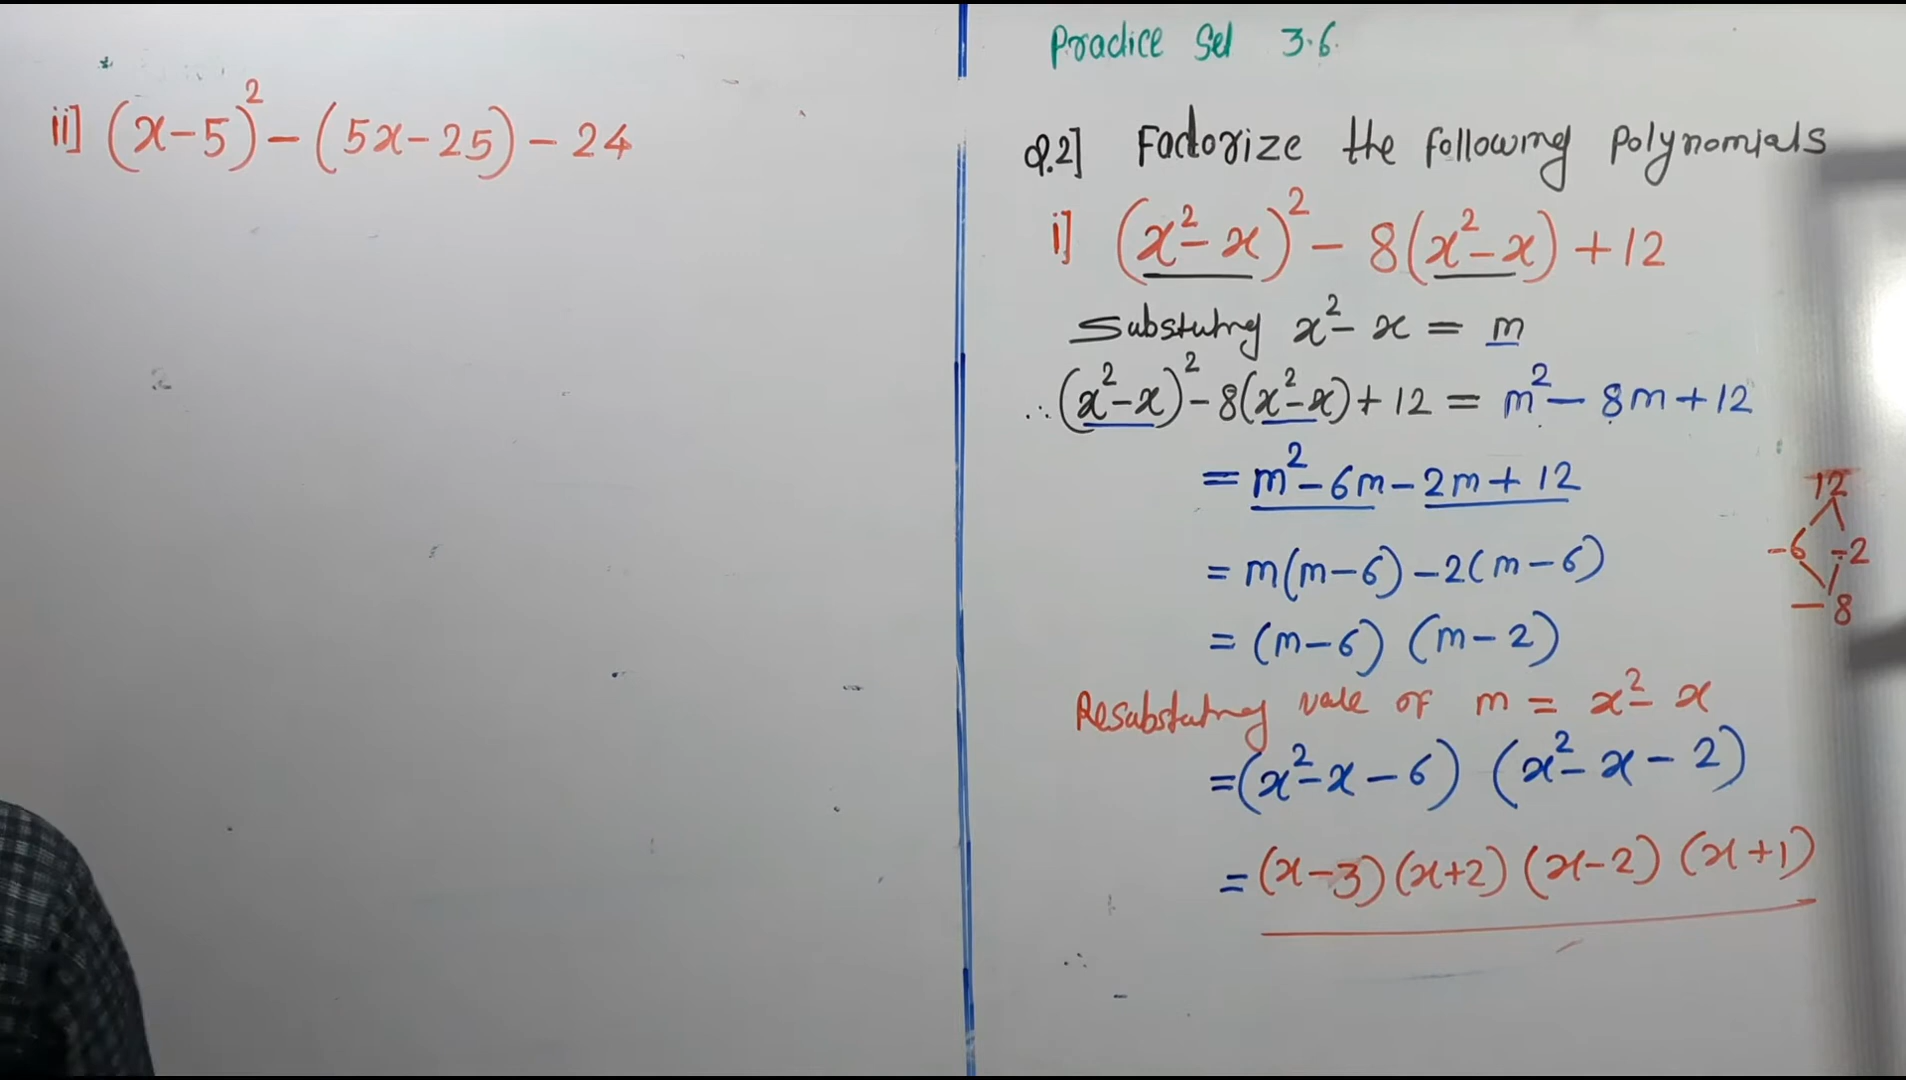 ii] (x-5)² - (5x-25) - 24
Practice Set 3.6
Q.2] Factorize the following Polynomials
i] (x²-x)² - 8(x²-x) + 12
Substutng x² - x = m
∴ (x²-x)² - 8(x²-x) + 12 = m² - 8m + 12
= m² - 6m - 2m + 12
= m(m-6) - 2(m-6)
= (m-6) (m-2)
Resubstutng vale of m = x² - x
= (x²-x-6) (x²-x-2)
= (x-3) (x+2) (x-2) (x+1)
12
-6 -2
-8